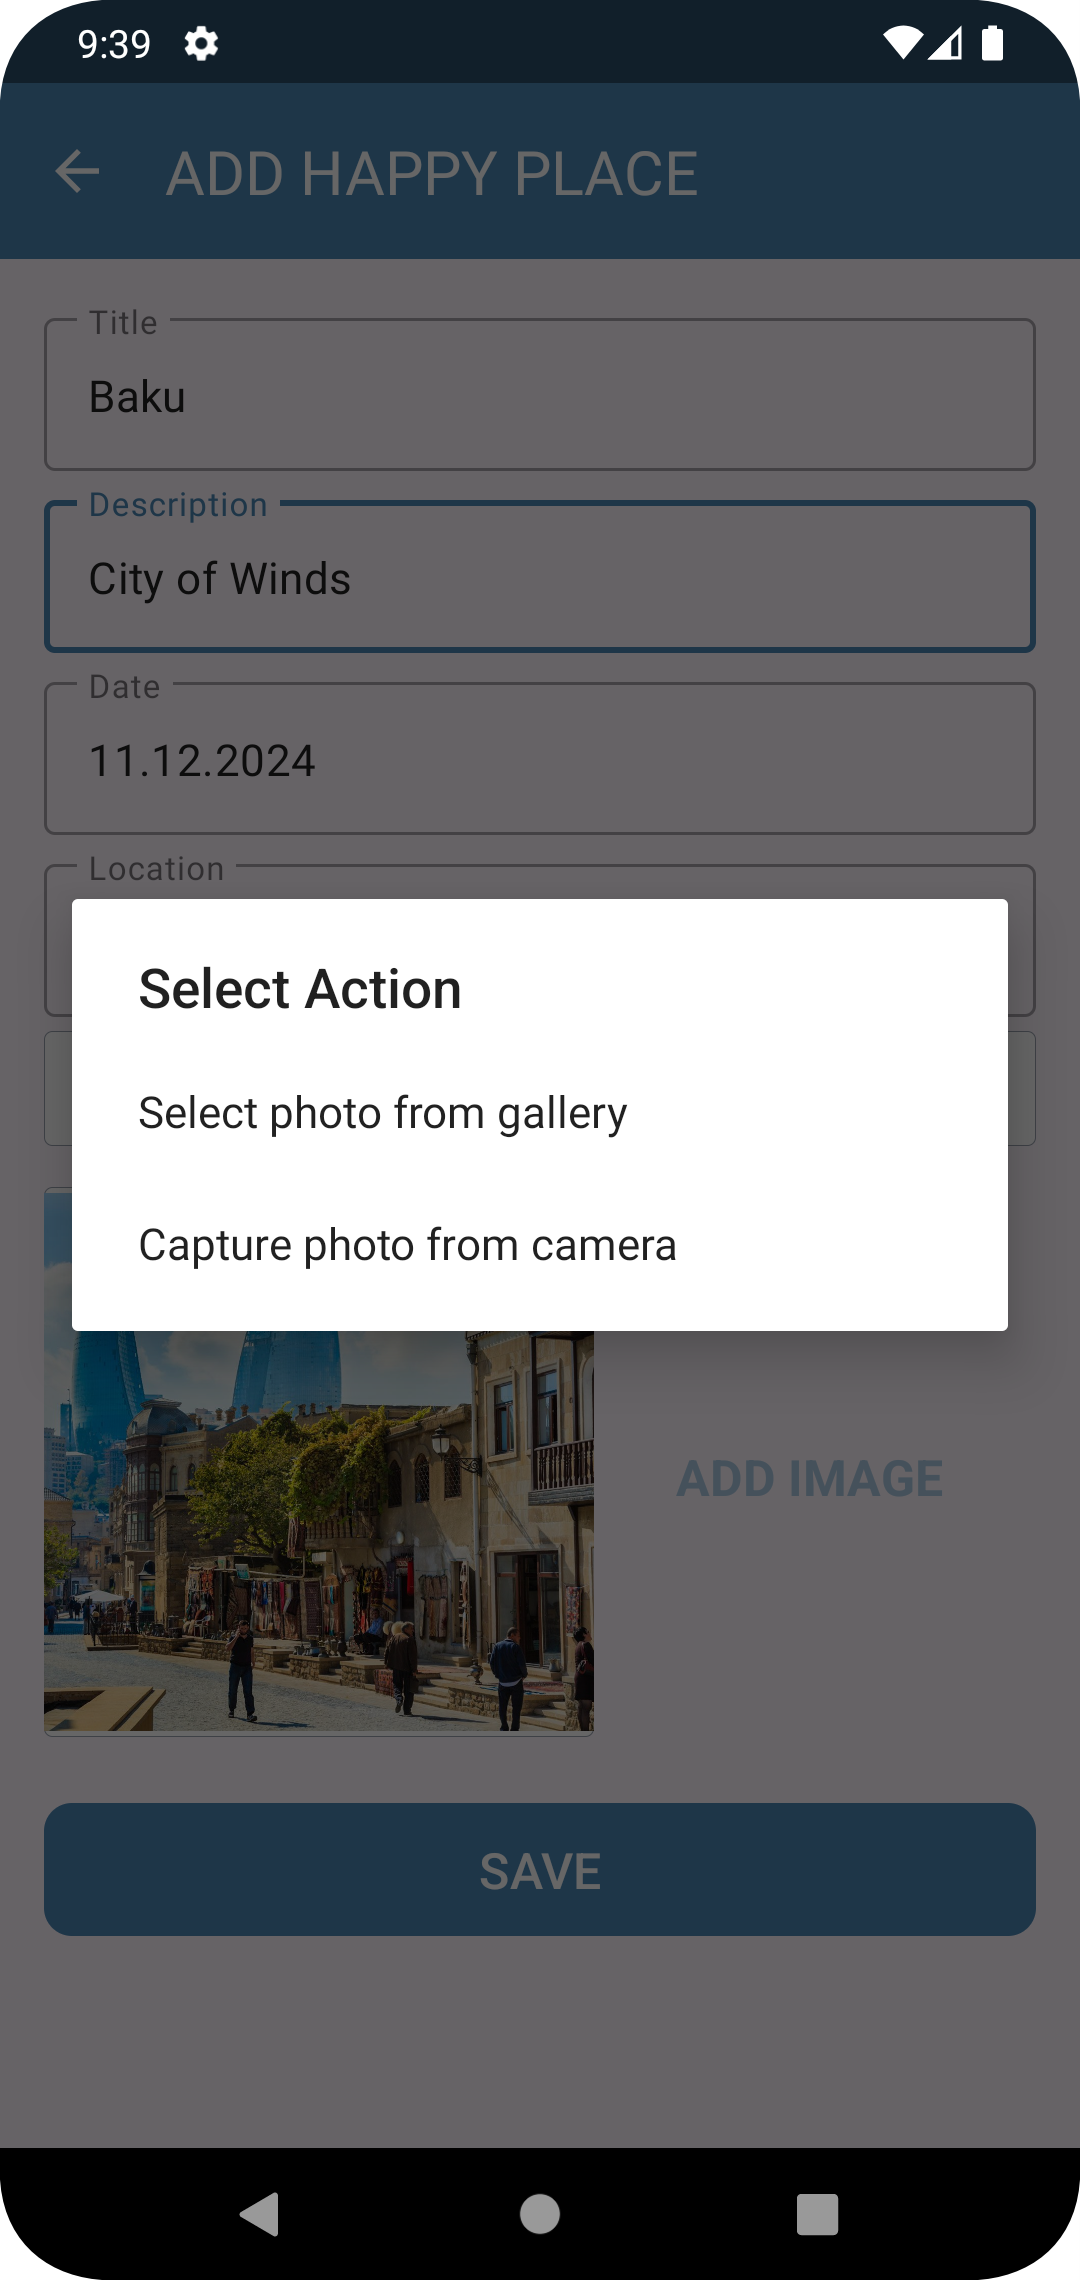 9:39
ADD HAPPY PLACE
Title
Baku
Description
City of Winds
Date
11.12.2024
Location
Select Action
Select photo from gallery
Capture photo from camera
ADD IMAGE
SAVE